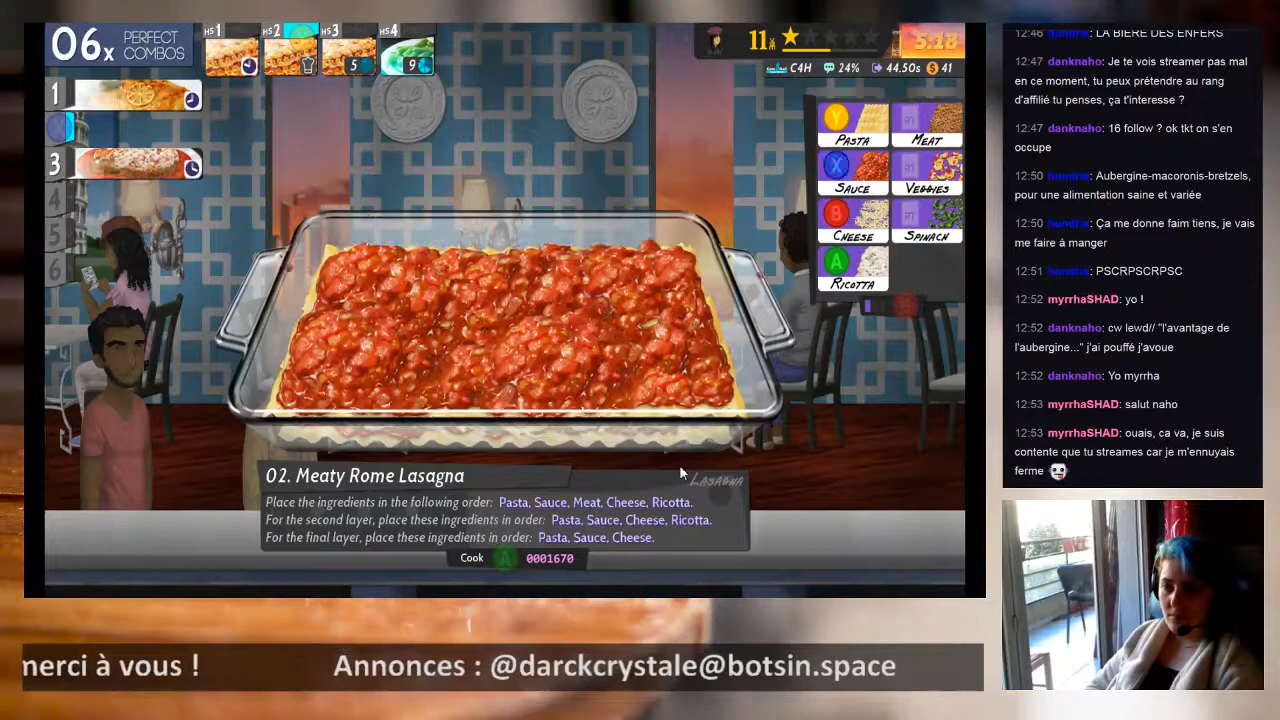 06x PERFECT COMBOS
HS1
HS2
HS3
5
HS4
9
11
5:18
C4H
24%
44.50s
41
1
3
4
5
6
Y
PASTA
MEAT
X
SAUCE
VEGGIES
B
CHEESE
SPINACH
A
RICOTTA
02. Meaty Rome Lasagna
LASAGNA
Place the ingredients in the following order: Pasta, Sauce, Meat, Cheese, Ricotta.
For the second layer, place these ingredients in order: Pasta, Sauce, Cheese, Ricotta.
For the final layer, place these ingredients in order: Pasta, Sauce, Cheese.
Cook A 0001670
12:46 hundris: LA BIERE DES ENFERS
12:47 danknaho: Je te vois streamer pas mal
en ce moment, tu peux prétendre au rang
d'affilié tu penses, ça t'interesse ?
12:47 danknaho: 16 follow ? ok tkt on s'en
occupe
12:50 hundris: Aubergine-macoronis-bretzels,
pour une alimentation saine et variée
12:50 hundris: Ça me donne faim tiens, je vais
me faire à manger
12:51 hundris: PSCRPSCRPSC
12:52 myrrhaSHAD: yo !
12:52 danknaho: cw lewd// "l'avantage de
l'aubergine..." j'ai pouffé j'avoue
12:52 danknaho: Yo myrrha
12:53 myrrhaSHAD: salut naho
12:53 myrrhaSHAD: ouais, ca va, je suis
contente que tu streames car je m'ennuyais
ferme
merci à vous !
Annonces : @darckcrystale@botsin.space